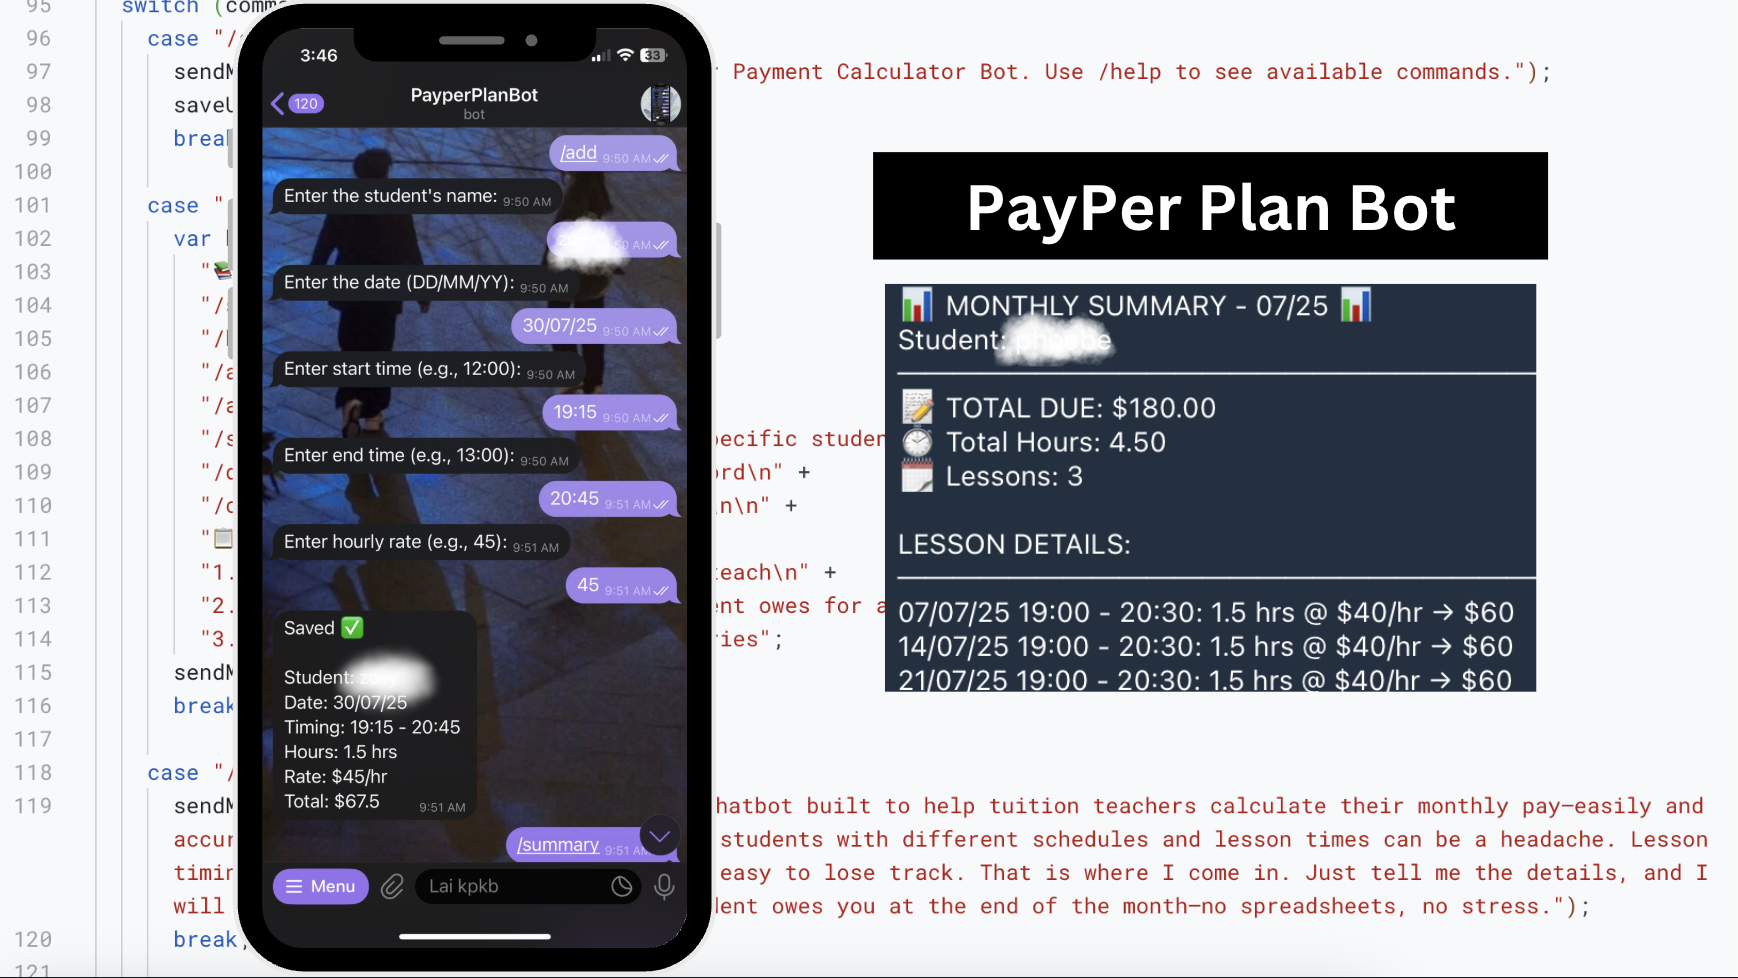 95 switch (comm
96 case "/
97 sendM
r Payment Calculator Bot. Use /help to see available commands.");
98 saveU
99 brea
100
101 case "
102 var
103 "📚
104 "/
105 "/
106 "/a
107 "/a
108 "/s
pecific studen
109 "/d
ord\n" +
110 "/
n\n" +
111 "📋
112 "1.
teach\n" +
113 "2.
ent owes for a
114 "3.
ries";
115 sendM
116 break
117
118 case "/
119 sendM
hatbot built to help tuition teachers calculate their monthly pay—easily and
accur
students with different schedules and lesson times can be a headache. Lesson
timin
easy to lose track. That is where I come in. Just tell me the details, and I
will
dent owes you at the end of the month—no spreadsheets, no stress.");
120 break;
121
3:46
33
120
PayperPlanBot
bot
/add 9:50 AM
Enter the student's name: 9:50 AM
50 AM
Enter the date (DD/MM/YY): 9:50 AM
30/07/25 9:50 AM
Enter start time (e.g., 12:00): 9:50 AM
19:15 9:50 AM
Enter end time (e.g., 13:00): 9:50 AM
20:45 9:51 AM
Enter hourly rate (e.g., 45): 9:51 AM
45 9:51 AM
Saved ✅
Student:
Date: 30/07/25
Timing: 19:15 - 20:45
Hours: 1.5 hrs
Rate: $45/hr
Total: $67.5 9:51 AM
/summary 9:51 AM
Menu
Lai kpkb
PayPer Plan Bot
📊 MONTHLY SUMMARY - 07/25 📊
Student: phoebe
📝 TOTAL DUE: $180.00
⏱ Total Hours: 4.50
🗓 Lessons: 3
LESSON DETAILS:
07/07/25 19:00 - 20:30: 1.5 hrs @ $40/hr → $60
14/07/25 19:00 - 20:30: 1.5 hrs @ $40/hr → $60
21/07/25 19:00 - 20:30: 1.5 hrs @ $40/hr → $60